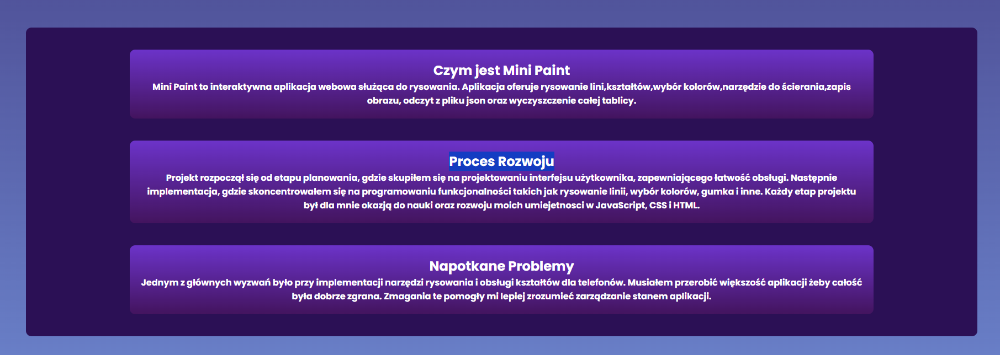 Czym jest Mini Paint
Mini Paint to interaktywna aplikacja webowa służąca do rysowania. Aplikacja oferuje rysowanie lini,kształtów,wybór kolorów,narzędzie do ścierania,zapis
obrazu, odczyt z pliku json oraz wyczyszczenie całej tablicy.
Proces Rozwoju
Projekt rozpoczął się od etapu planowania, gdzie skupiłem się na projektowaniu interfejsu użytkownika, zapewniającego łatwość obsługi. Następnie
implementacja, gdzie skoncentrowałem się na programowaniu funkcjonalności takich jak rysowanie linii, wybór kolorów, gumka i inne. Każdy etap projektu
był dla mnie okazją do nauki oraz rozwoju moich umiejetnosci w JavaScript, CSS i HTML.
Napotkane Problemy
Jednym z głównych wyzwań było przy implementacji narzędzi rysowania i obsługi kształtów dla telefonów. Musiałem przerobić większość aplikacji żeby całość
była dobrze zgrana. Zmagania te pomogły mi lepiej zrozumieć zarządzanie stanem aplikacji.